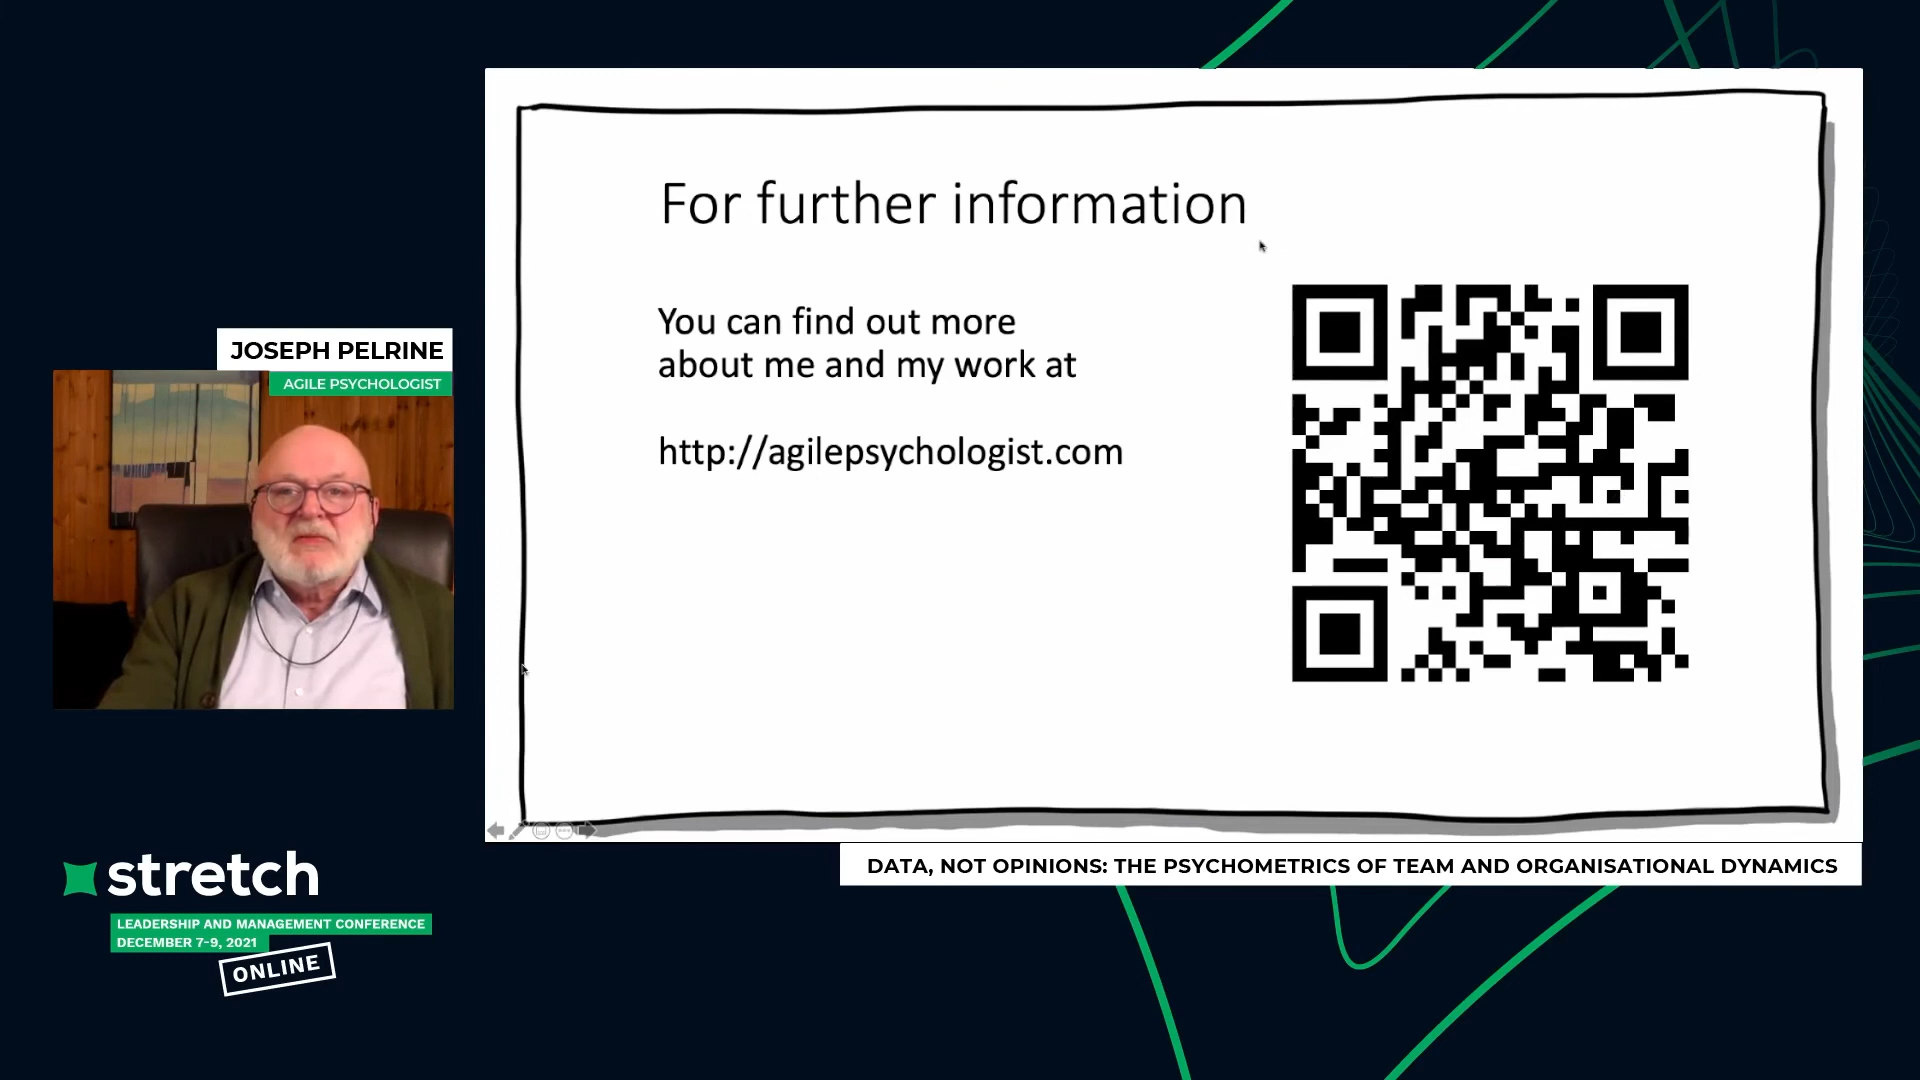 JOSEPH PELRINE
AGILE PSYCHOLOGIST
For further information
You can find out more
about me and my work at
http://agilepsychologist.com
DATA, NOT OPINIONS: THE PSYCHOMETRICS OF TEAM AND ORGANISATIONAL DYNAMICS
stretch
LEADERSHIP AND MANAGEMENT CONFERENCE
DECEMBER 7-9, 2021
ONLINE